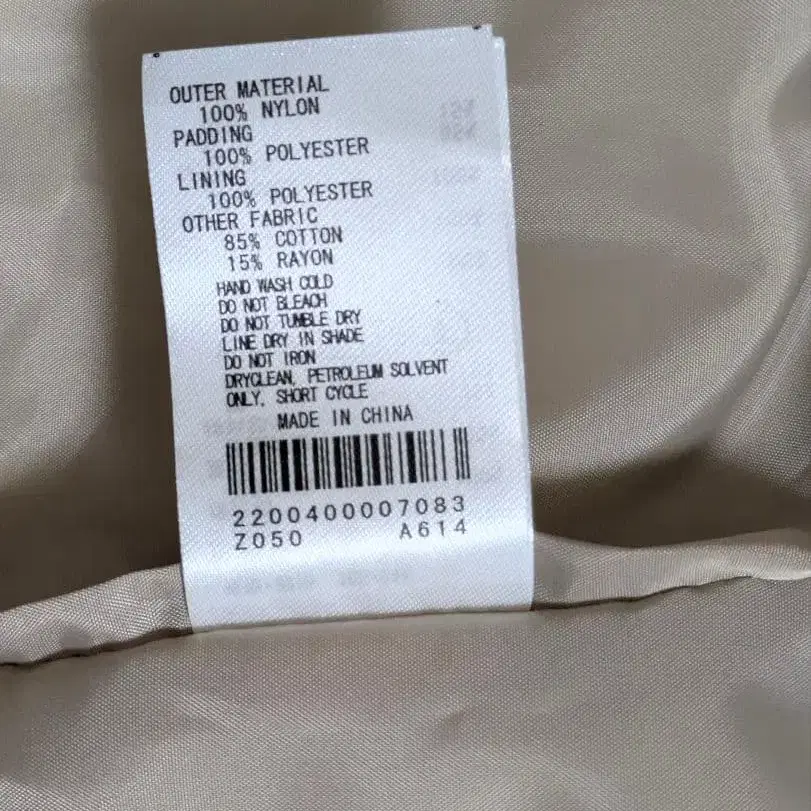 OUTER MATERIAL
100% NYLON
PADDING
100% POLYESTER
LINING
100% POLYESTER
OTHER FABRIC
85% COTTON
15% RAYON
HAND WASH COLD
DO NOT BLEACH
DO NOT TUMBLE DRY
LINE DRY IN SHADE
DO NOT IRON
DRYCLEAN, PETROLEUM SOLVENT
ONLY, SHORT CYCLE
MADE IN CHINA
2200400007083
Z050 A614